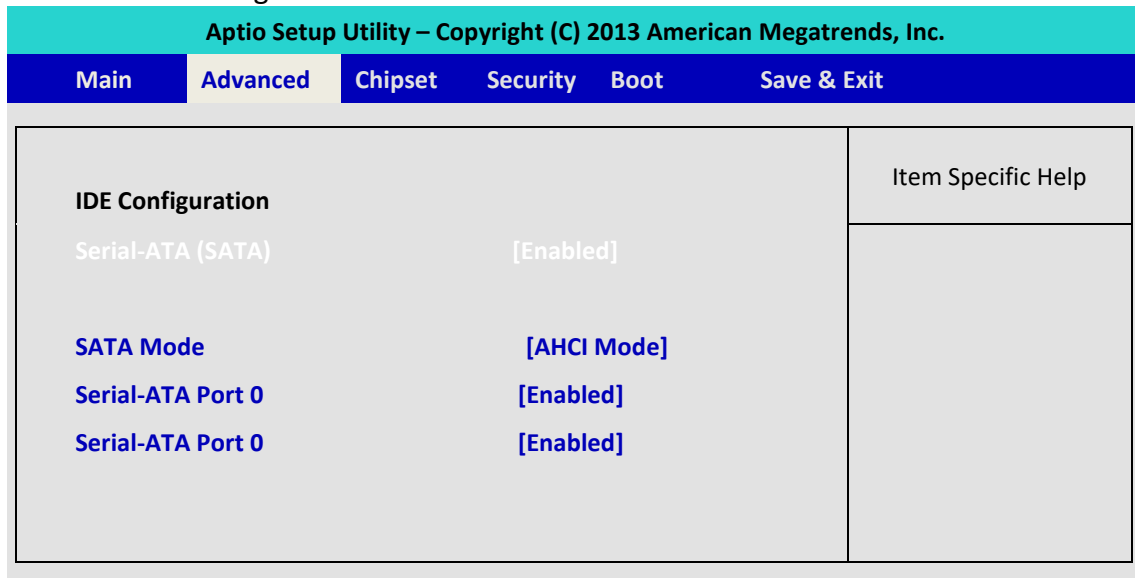 Aptio Setup Utility – Copyright (C) 2013 American Megatrends, Inc.
Main Advanced Chipset Security Boot Save & Exit
Item Specific Help
IDE Configuration
Serial-ATA (SATA) [Enabled]
SATA Mode [AHCI Mode]
Serial-ATA Port 0 [Enabled]
Serial-ATA Port 0 [Enabled]